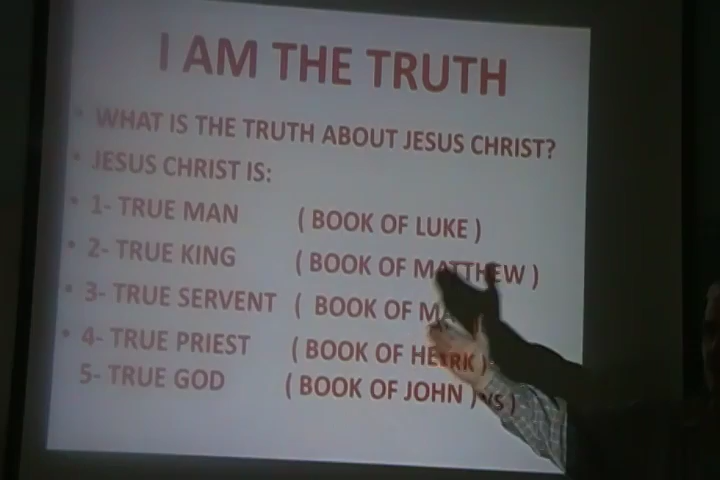 I AM THE TRUTH
• WHAT IS THE TRUTH ABOUT JESUS CHRIST?
• JESUS CHRIST IS:
• 1- TRUE MAN ( BOOK OF LUKE )
• 2- TRUE KING ( BOOK OF MATTHEW )
• 3- TRUE SERVENT ( BOOK OF
• 4- TRUE PRIEST ( BOOK OF
5- TRUE GOD ( BOOK OF JOHN )